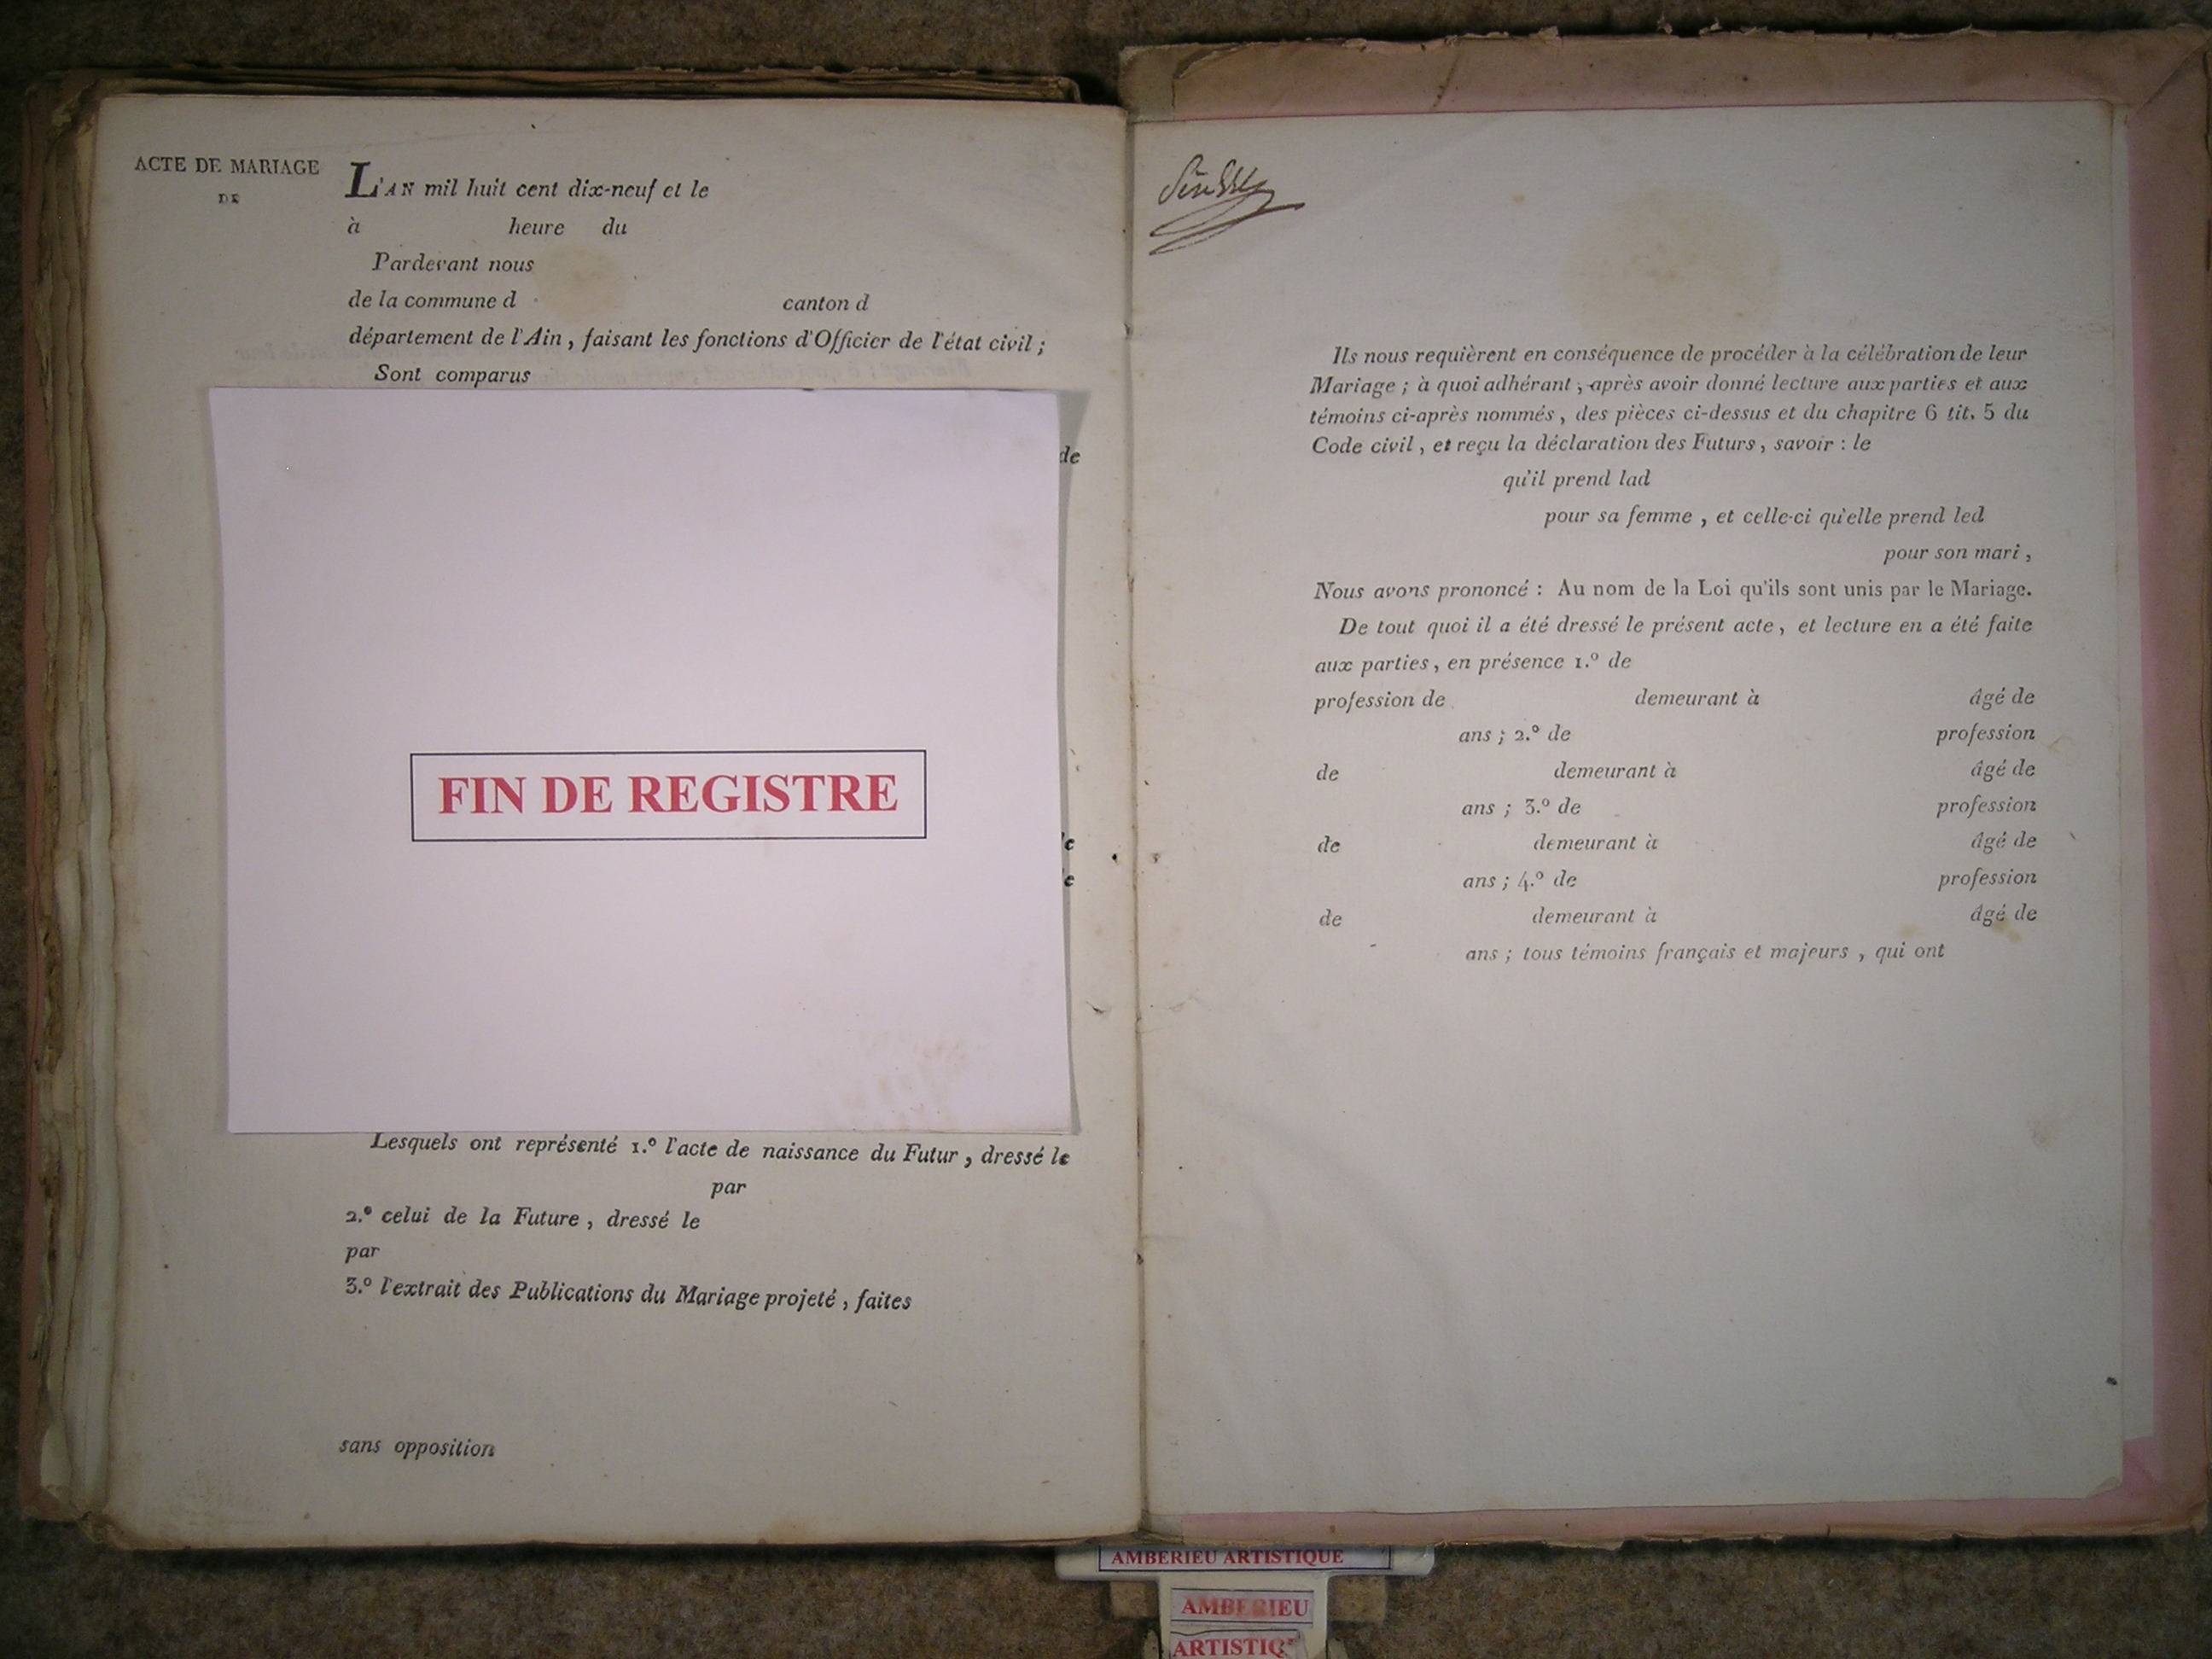 ACTE DE MARIAGE
DE
L'AN mil huit cent dix-neuf et le
à heure du
Pardevant nous
de la commune d canton d
département de l'Ain, faisant les fonctions d'Officier de l'état civil;
Sont comparus
de
FIN DE REGISTRE
Lesquels ont représenté 1.º l'acte de naissance du Futur, dressé le
par
2.º celui de la Future, dressé le
par
3.º l'extrait des Publications du Mariage projeté, faites
sans opposition
Ils nous requièrent en conséquence de procéder à la célébration de leur
Mariage; à quoi adhérant, après avoir donné lecture aux parties et aux
témoins ci-après nommés, des pièces ci-dessus et du chapitre 6 tit. 5 du
Code civil, et reçu la déclaration des Futurs, savoir : le
qu'il prend lad
pour sa femme, et celle-ci qu'elle prend led
pour son mari,
Nous avons prononcé : Au nom de la Loi qu'ils sont unis par le Mariage.
De tout quoi il a été dressé le présent acte, et lecture en a été faite
aux parties, en présence 1.º de
profession de demeurant à âgé de
ans; 2.º de profession
de demeurant à âgé de
ans; 3.º de profession
de demeurant à âgé de
ans; 4.º de profession
de demeurant à âgé de
ans; tous témoins français et majeurs, qui ont
AMBERIEU ARTISTIQUE
AMBERIEU
ARTISTIQ